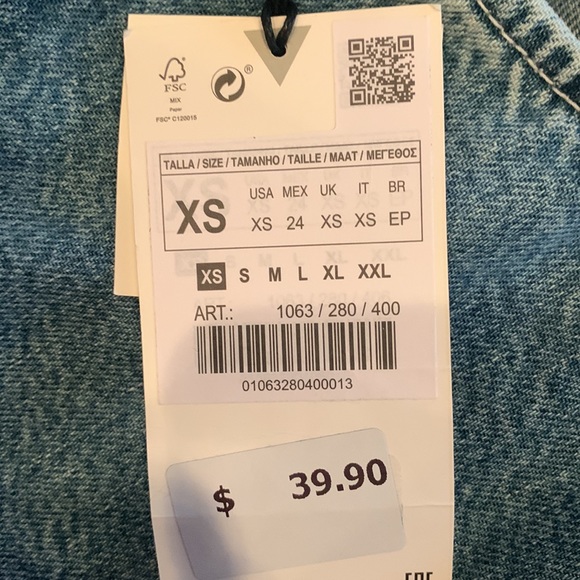 FSC
MIX
Paper
FSC® C120015
®
TALLA / SIZE / TAMANHO / TAILLE / MAAT / ΜΕΓΕΘΟΣ
XS
USA MEX UK IT BR
XS 24 XS XS EP
XS S M L XL XXL
ART.: 1063 / 280 / 400
01063280400013
$ 39.90